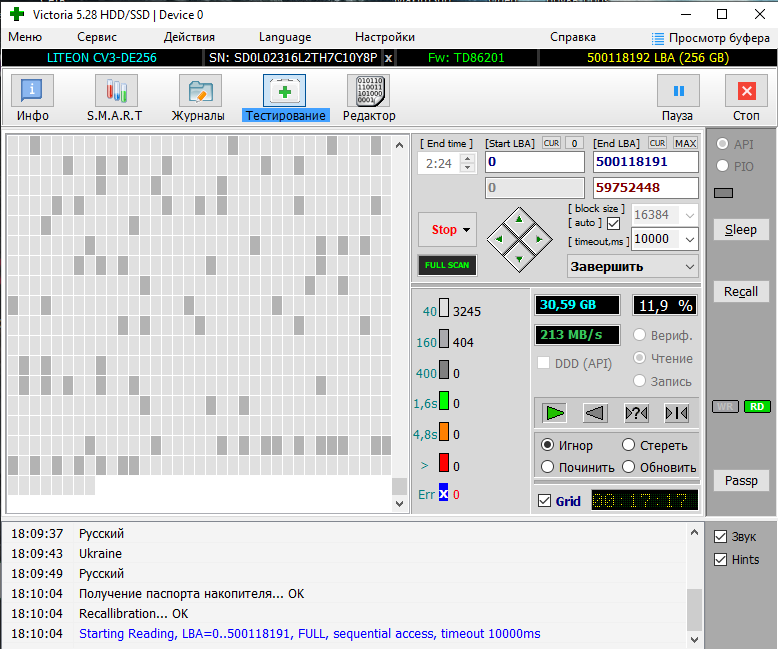 Victoria 5.28 HDD/SSD | Device 0
Меню Сервис Действия Language Настройки Справка Просмотр буфера
LITEON CV3-DE256 SN: SD0L02316L2TH7C10Y8P x Fw: TD86201 500118192 LBA (256 GB)
Инфо S.M.A.R.T Журналы Тестирование Редактор Пауза Стоп
[ End time ] [Start LBA] CUR 0 [End LBA] CUR MAX
2:24 0 500118191
0 59752448
[ block size ] 16384
[ auto ]
[ timeout,ms ] 10000
Stop
FULL SCAN
Завершить
40 3245
160 404
400 0
1,6s 0
4,8s 0
> 0
Err x 0
30,59 GB 11,9 %
213 MB/s Вериф.
DDD (API) Чтение
Запись
Игнор Стереть
Починить Обновить
Grid 00:17:17
API
PIO
Sleep
Recall
WR RD
Passp
18:09:37 Русский
18:09:43 Ukraine
18:09:49 Русский
18:10:04 Получение паспорта накопителя... OK
18:10:04 Recallibration... OK
18:10:04 Starting Reading, LBA=0..500118191, FULL, sequential access, timeout 10000ms
Звук
Hints